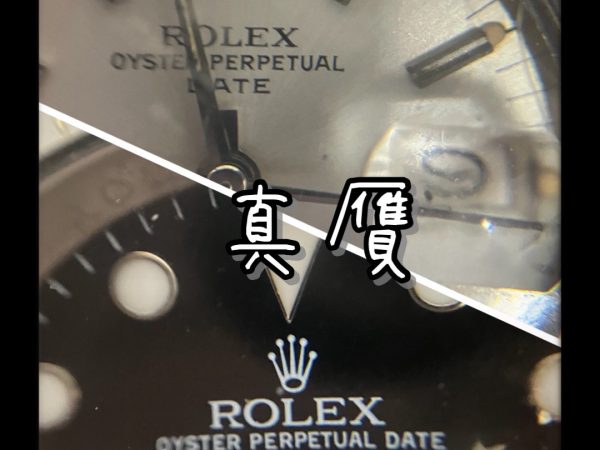 ROLEX
OYSTER PERPETUAL
DATE
真贋
ROLEX
OYSTER PERPETUAL DATE